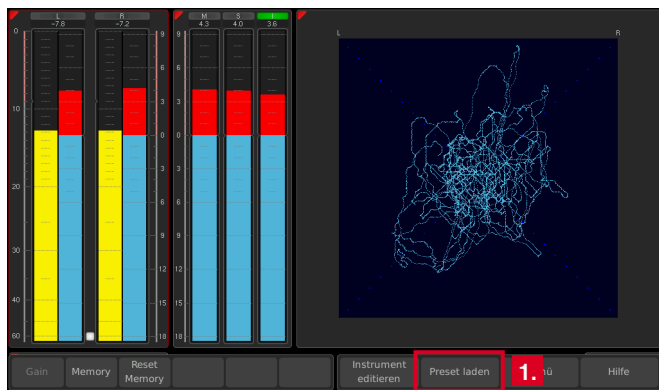 L R M S I
-7.8 -7.2 4.3 4.0 3.6
L R
0 9 9
6 6
10 3 3
0 0
20 3 3
6 6
30 9 9
12 12
40 15 15
60 18 18
Gain Memory Reset Memory Instrument editieren Preset laden 1. nü Hilfe